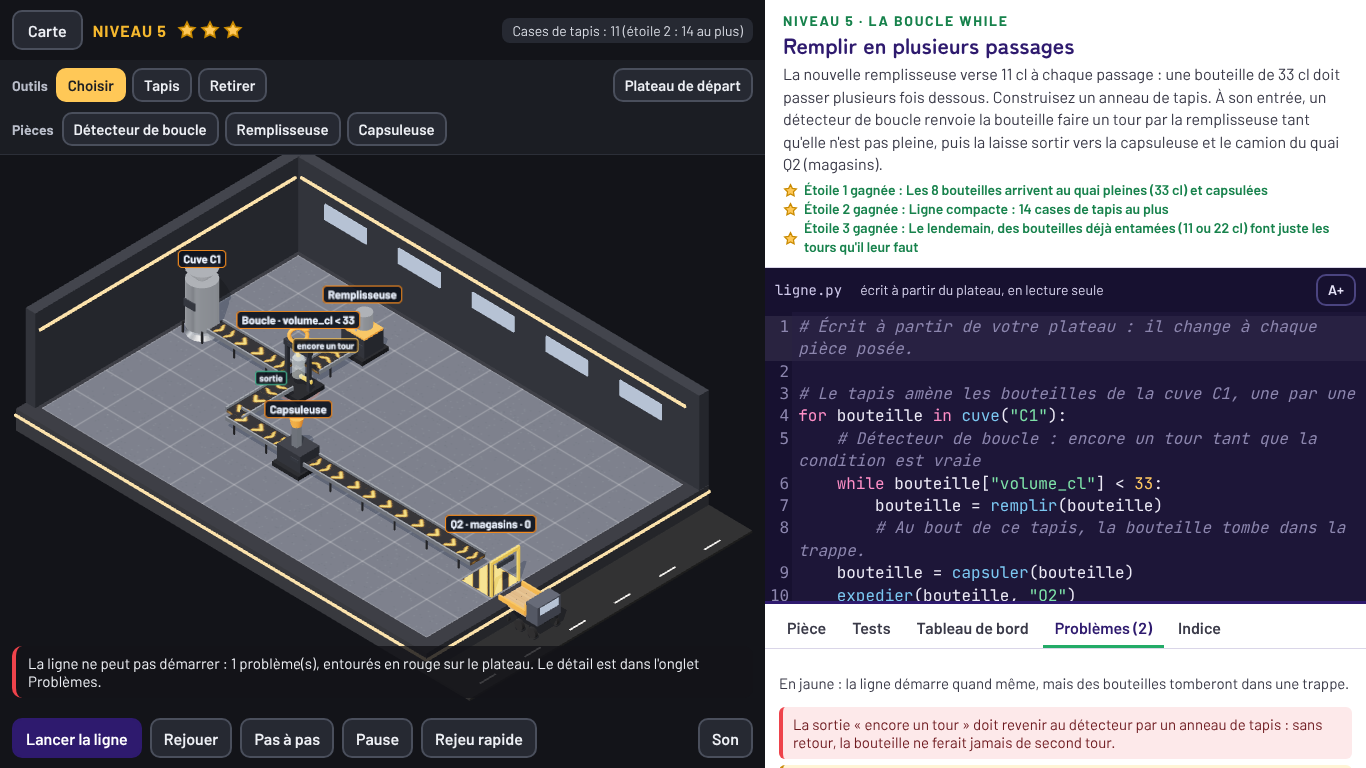 Carte
NIVEAU 5
Cases de tapis : 11 (étoile 2 : 14 au plus)
Outils
Choisir
Tapis
Retirer
Plateau de départ
Pièces
Détecteur de boucle
Remplisseuse
Capsuleuse
Cuve C1
Remplisseuse
Boucle · volume_cl < 33
encore un tour
sortie
Capsuleuse
Q2 · magasins · 0
La ligne ne peut pas démarrer : 1 problème(s), entourés en rouge sur le plateau. Le détail est dans l'onglet
Problèmes.
Lancer la ligne
Rejouer
Pas à pas
Pause
Rejeu rapide
Son
NIVEAU 5 · LA BOUCLE WHILE
Remplir en plusieurs passages
La nouvelle remplisseuse verse 11 cl à chaque passage : une bouteille de 33 cl doit
passer plusieurs fois dessous. Construisez un anneau de tapis. À son entrée, un
détecteur de boucle renvoie la bouteille faire un tour par la remplisseuse tant
qu'elle n'est pas pleine, puis la laisse sortir vers la capsuleuse et le camion du quai
Q2 (magasins).
Étoile 1 gagnée : Les 8 bouteilles arrivent au quai pleines (33 cl) et capsulées
Étoile 2 gagnée : Ligne compacte : 14 cases de tapis au plus
Étoile 3 gagnée : Le lendemain, des bouteilles déjà entamées (11 ou 22 cl) font juste les
tours qu'il leur faut
ligne.py
écrit à partir du plateau, en lecture seule
A+
1 # Écrit à partir de votre plateau : il change à chaque
pièce posée.
2
3 # Le tapis amène les bouteilles de la cuve C1, une par une
4 for bouteille in cuve("C1"):
5 # Détecteur de boucle : encore un tour tant que la
condition est vraie
6 while bouteille["volume_cl"] < 33:
7 bouteille = remplir(bouteille)
8 # Au bout de ce tapis, la bouteille tombe dans la
trappe.
9 bouteille = capsuler(bouteille)
10 expedier(bouteille, "Q2")
Pièce
Tests
Tableau de bord
Problèmes (2)
Indice
En jaune : la ligne démarre quand même, mais des bouteilles tomberont dans une trappe.
La sortie « encore un tour » doit revenir au détecteur par un anneau de tapis : sans
retour, la bouteille ne ferait jamais de second tour.